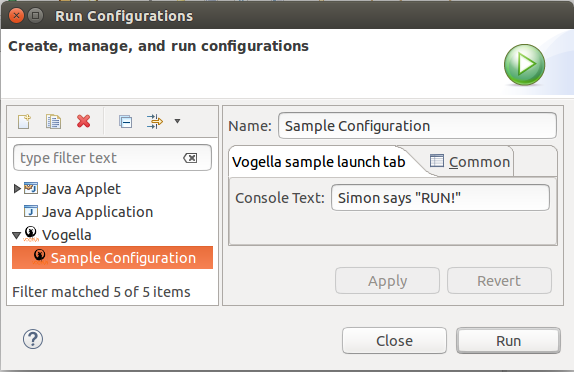 Run Configurations
Create, manage, and run configurations
type filter text
Java Applet
Java Application
Vogella
Sample Configuration
Filter matched 5 of 5 items
Name: Sample Configuration
Vogella sample launch tab Common
Console Text: Simon says "RUN!"
Apply Revert
? Close Run